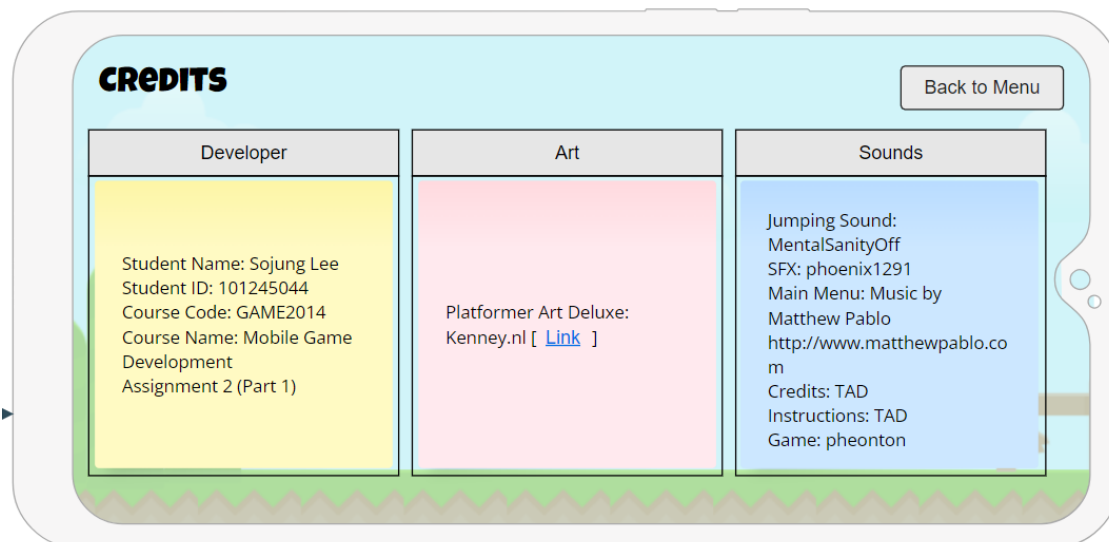 CREDITS
Back to Menu
Developer
Student Name: Sojung Lee
Student ID: 101245044
Course Code: GAME2014
Course Name: Mobile Game
Development
Assignment 2 (Part 1)
Art
Platformer Art Deluxe:
Kenney.nl [ Link ]
Sounds
Jumping Sound:
MentalSanityOff
SFX: phoenix1291
Main Menu: Music by
Matthew Pablo
http://www.matthewpablo.co
m
Credits: TAD
Instructions: TAD
Game: pheonton